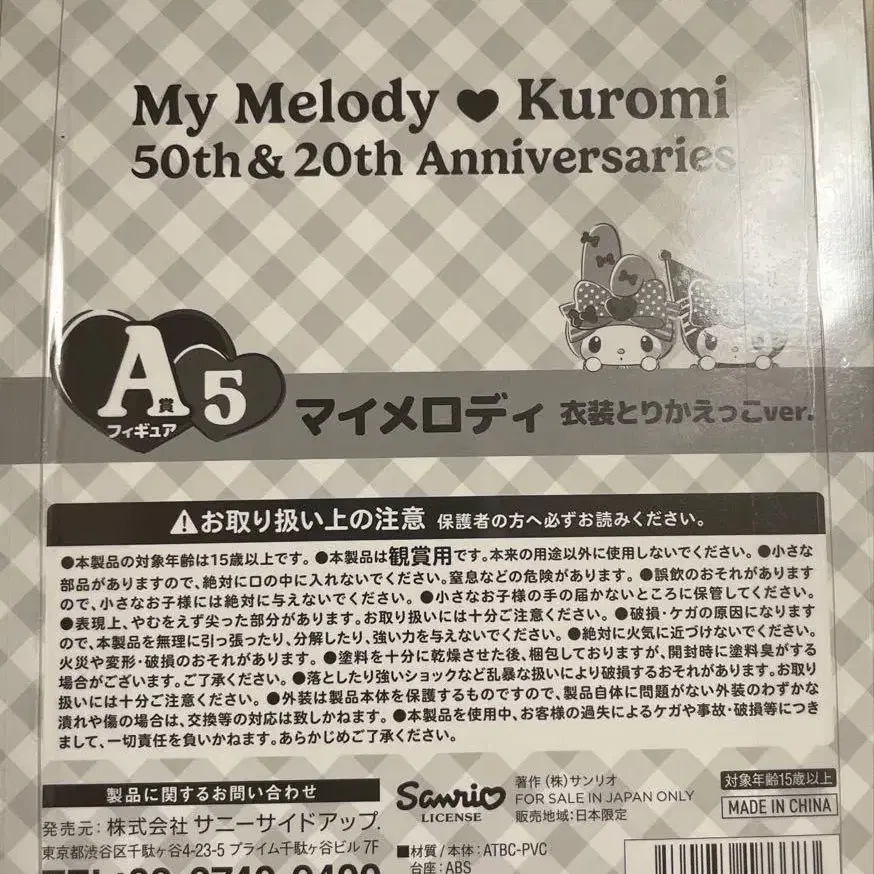 My Melody ♥ Kuromi
50th & 20th Anniversaries
A賞 5
フィギュア
マイメロディ 衣装とりかえっこver.
⚠お取り扱い上の注意 保護者の方へ必ずお読みください。
●本製品の対象年齢は15歳以上です。●本製品は観賞用です。本来の用途以外に使用しないでください。●小さな
部品がありますので、絶対に口の中に入れないでください。窒息などの危険があります。●誤飲のおそれがあります
ので、小さなお子様には絶対に与えないでください。●小さなお子様の手の届かないところに保管してください。
●表現上、やむをえず尖った部分があります。お取り扱いには十分ご注意ください。●破損・ケガの原因になります
ので、本製品を無理に引っ張ったり、分解したり、強い力を与えないでください。●絶対に火気に近づけないでください。
火災や変形・破損のおそれがあります。●塗料を十分に乾燥させた後、梱包しておりますが、開封時に塗料臭がする
場合がございます。ご了承ください。●落としたり強いショックなど乱暴な扱いにより破損するおそれがあります。お取り
扱いには十分ご注意ください。●外装は製品本体を保護するものですので、製品自体に問題がない外装のわずかな
潰れや傷の場合は、交換等の対応は致しかねます。●本製品を使用中、お客様の過失によるケガや事故・破損等につき
まして、一切責任を負いかねます。あらかじめご了承ください。
製品に関するお問い合わせ
発売元：株式会社 サニーサイドアップ.
東京都渋谷区千駄ヶ谷4-23-5 プライム千駄ヶ谷ビル 7F
Sanrio
LICENSE
著作（株）サンリオ
FOR SALE IN JAPAN ONLY
販売地域：日本限定
対象年齢15歳以上
MADE IN CHINA
■材質 / 本体：ATBC-PVC
台座：ABS